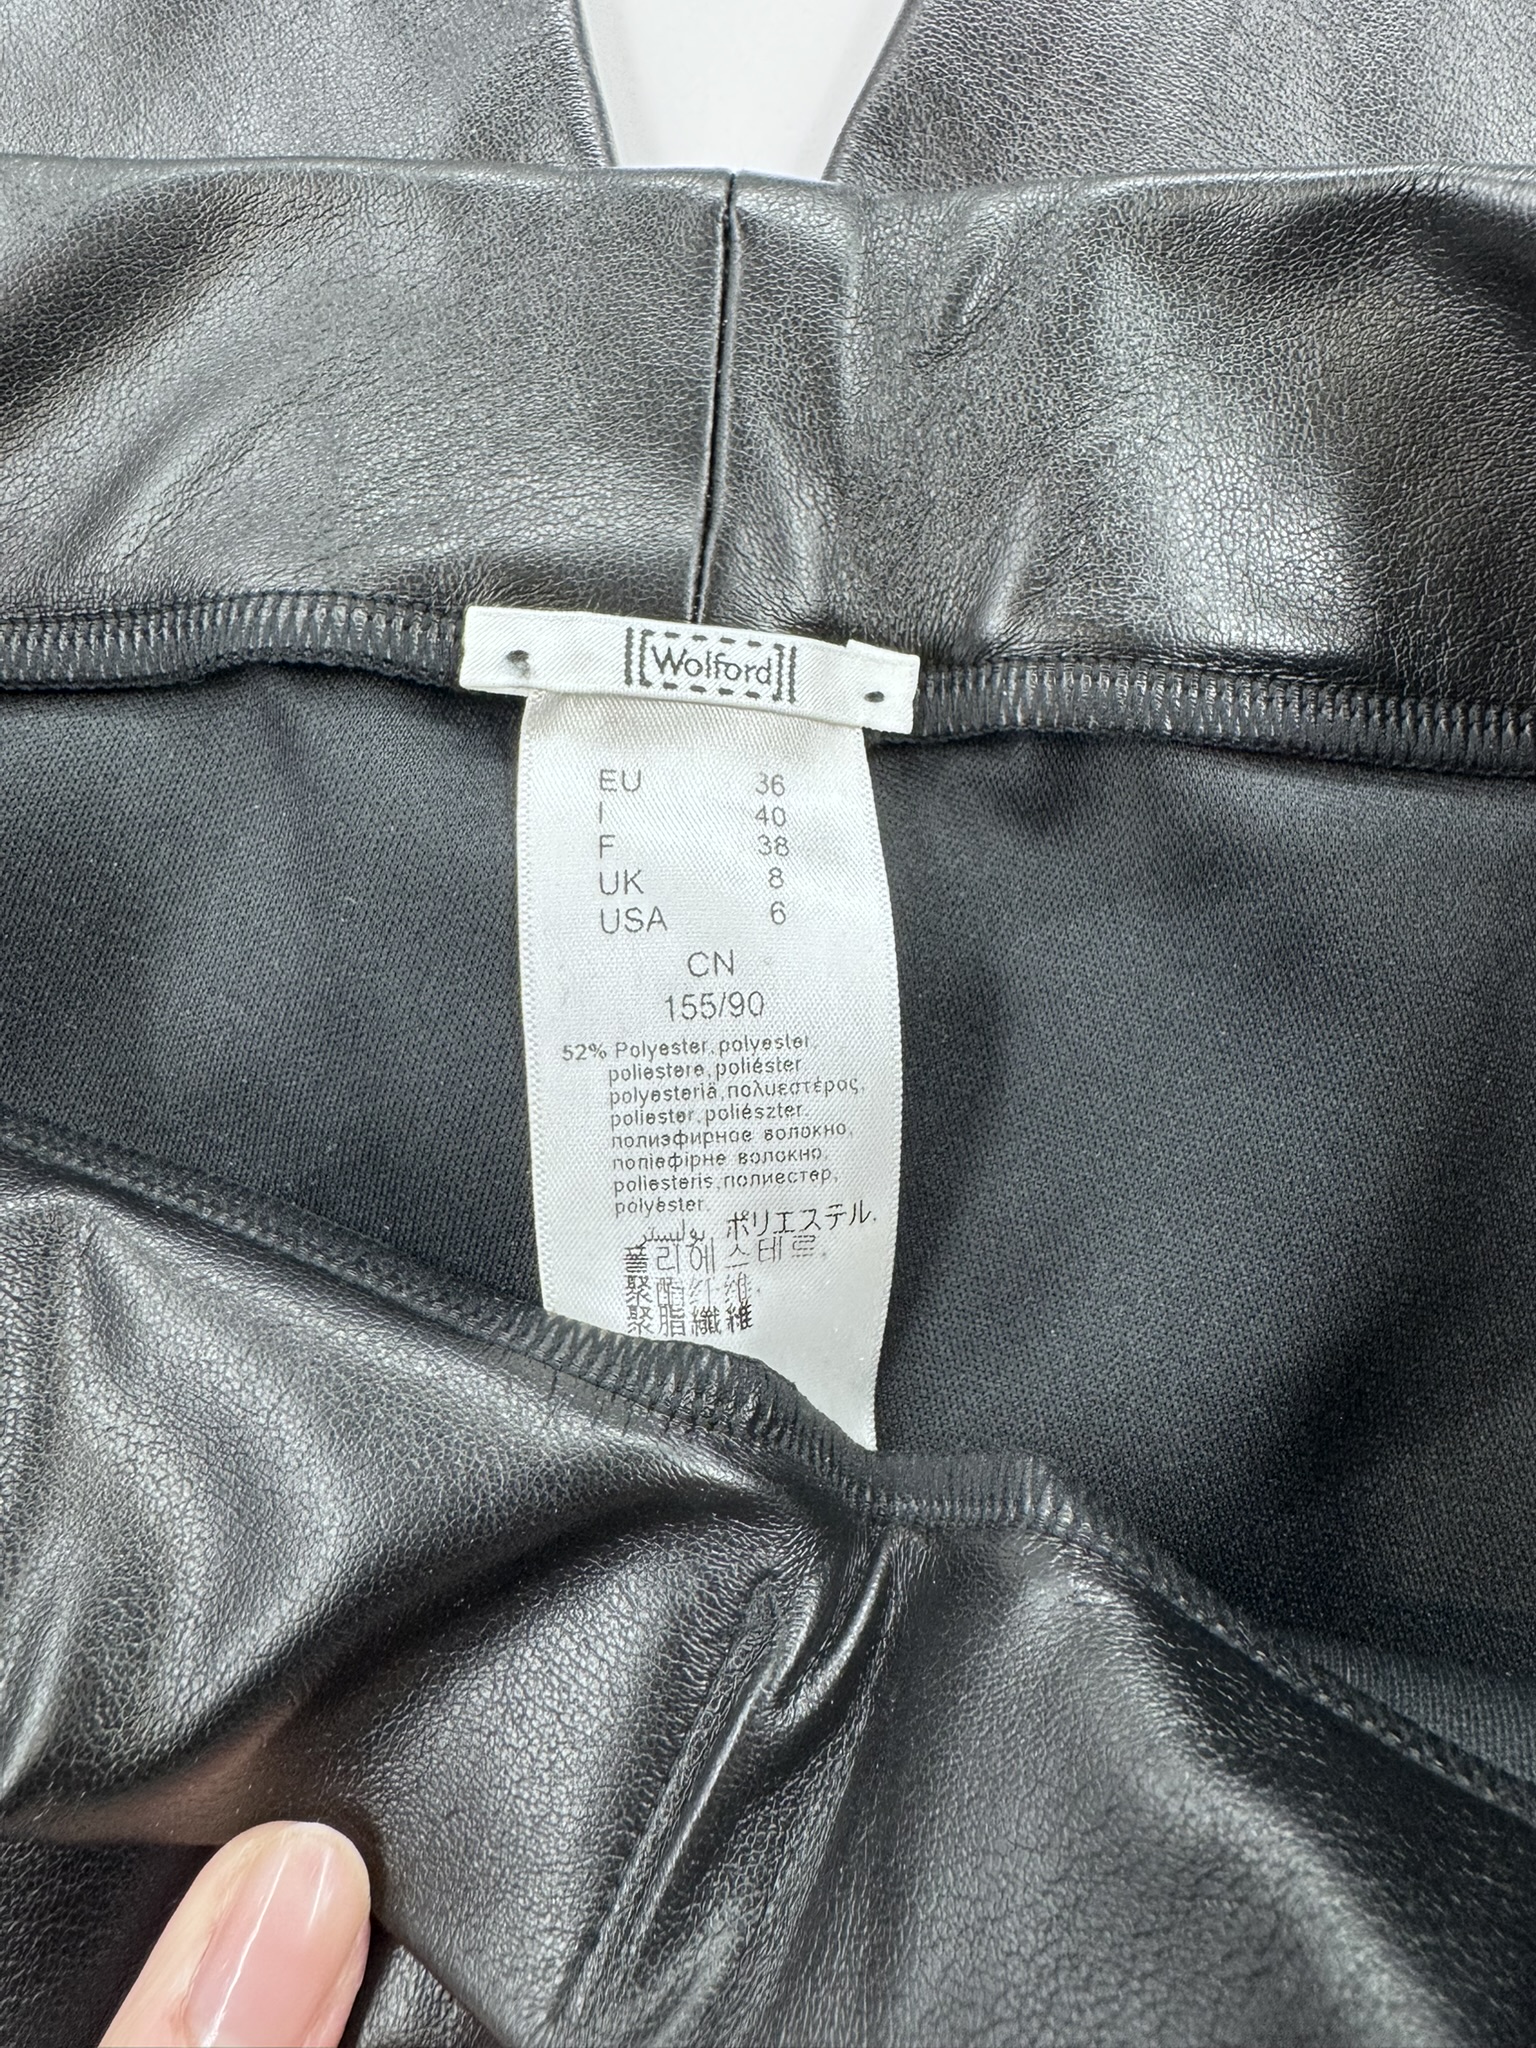 Wolford
EU 36
I 40
F 38
UK 8
USA 6
CN
155/90
52% Polyester, polyester,
poliestere, poliéster
polyesteriä, πολυεστέρας,
poliester, poliészter,
полиэфирное волокно,
поліефірне волокно,
poliesteris, полиестер,
polyester,
بوليستر, ポリエステル,
폴리에스테르,
聚酯纤维,
聚脂纖維